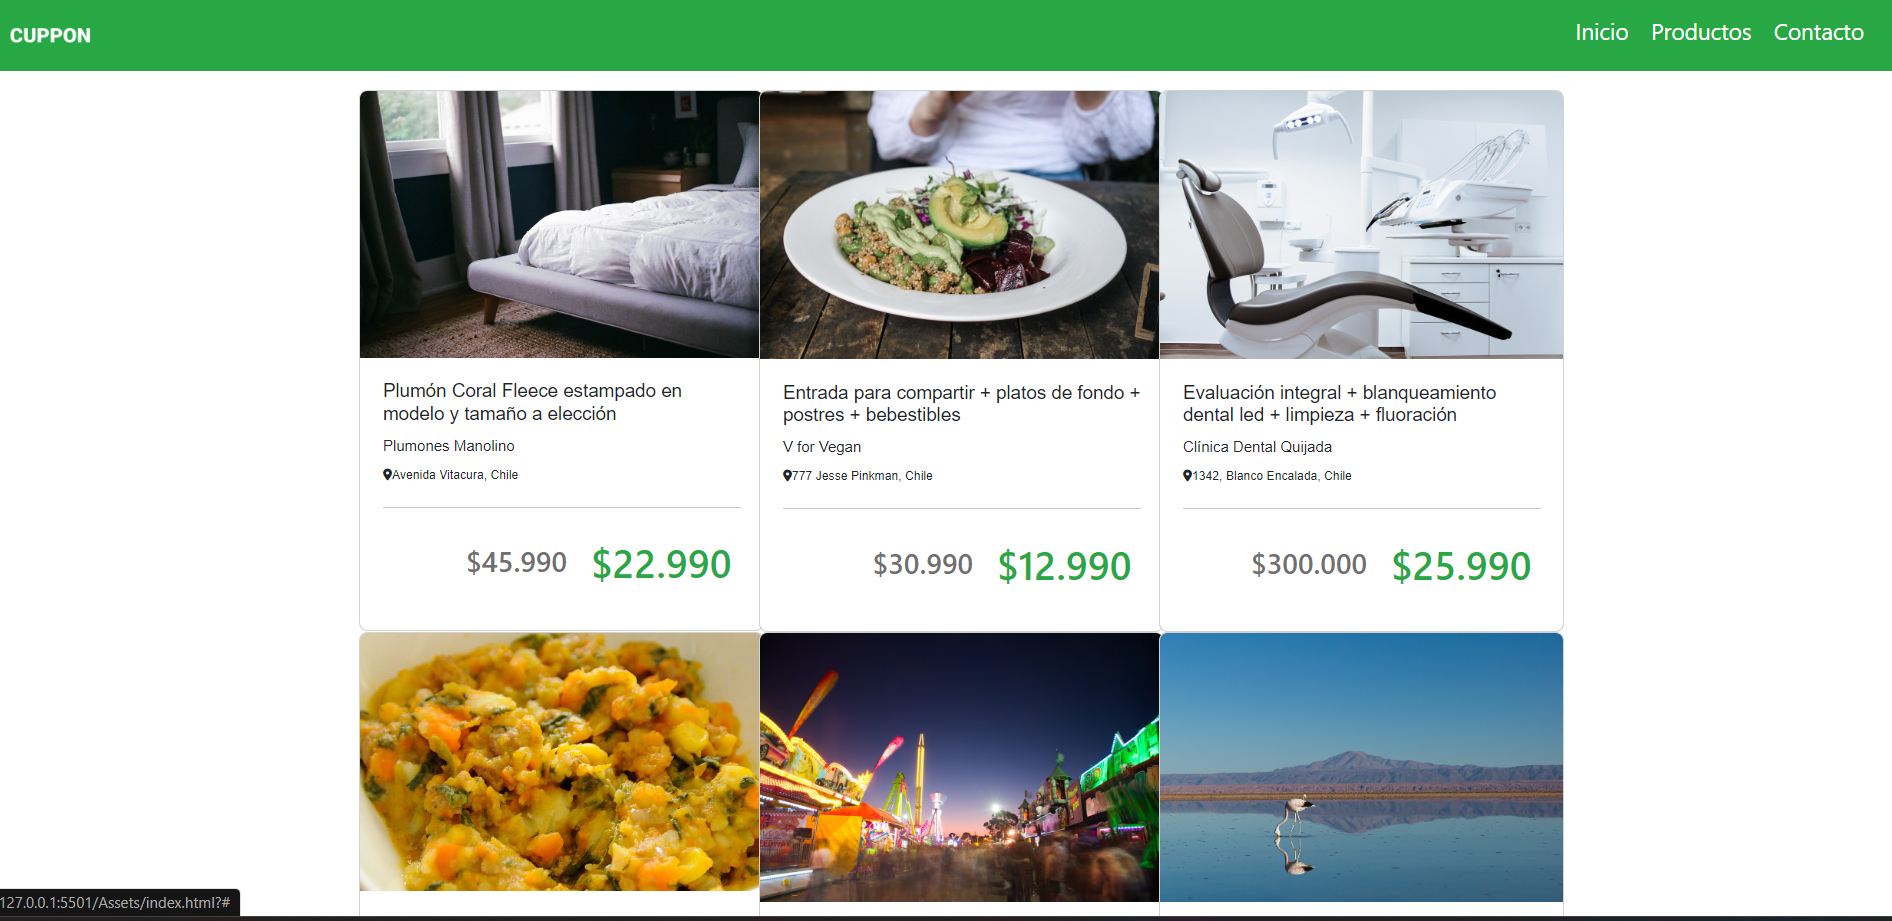 CUPPON
Inicio Productos Contacto
Plumón Coral Fleece estampado en
modelo y tamaño a elección
Plumones Manolino
Avenida Vitacura, Chile
$45.990 $22.990
Entrada para compartir + platos de fondo +
postres + bebestibles
V for Vegan
777 Jesse Pinkman, Chile
$30.990 $12.990
Evaluación integral + blanqueamiento
dental led + limpieza + fluoración
Clínica Dental Quijada
1342, Blanco Encalada, Chile
$300.000 $25.990
127.0.0.1:5501/Assets/index.html?#